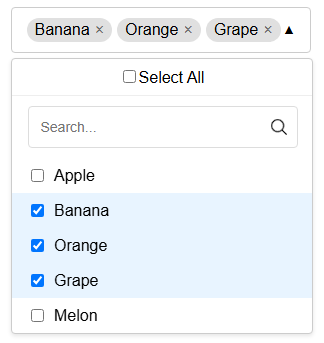 Banana × Orange × Grape × ▲
Select All
Search...
Apple
Banana
Orange
Grape
Melon